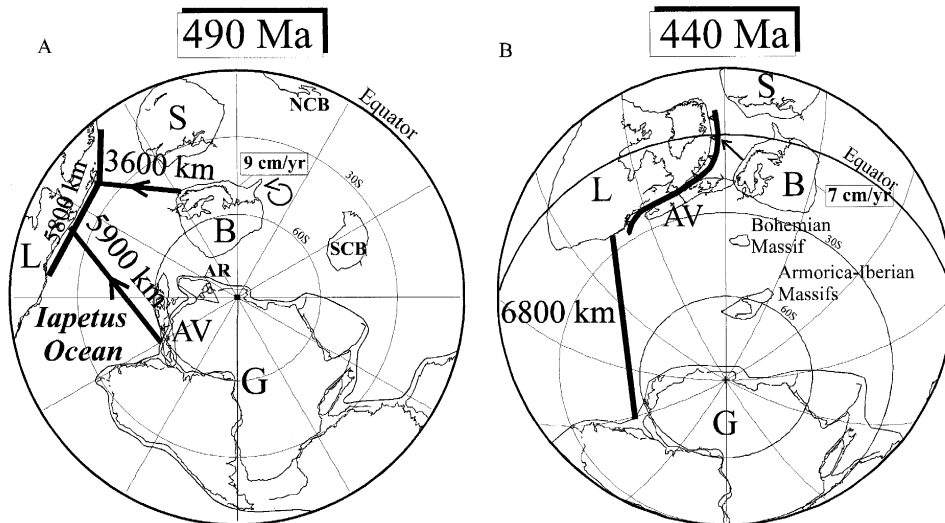 A
490 Ma
NCB
Equator
S
3600 km
9 cm/yr
30S
5800 km
L
5900 km
B
60S
SCB
AR
Iapetus
Ocean
AV
G
B
440 Ma
S
Equator
L
B
7 cm/yr
AV
Bohemian
Massif
30S
Armorica-Iberian
Massifs
60S
6800 km
G